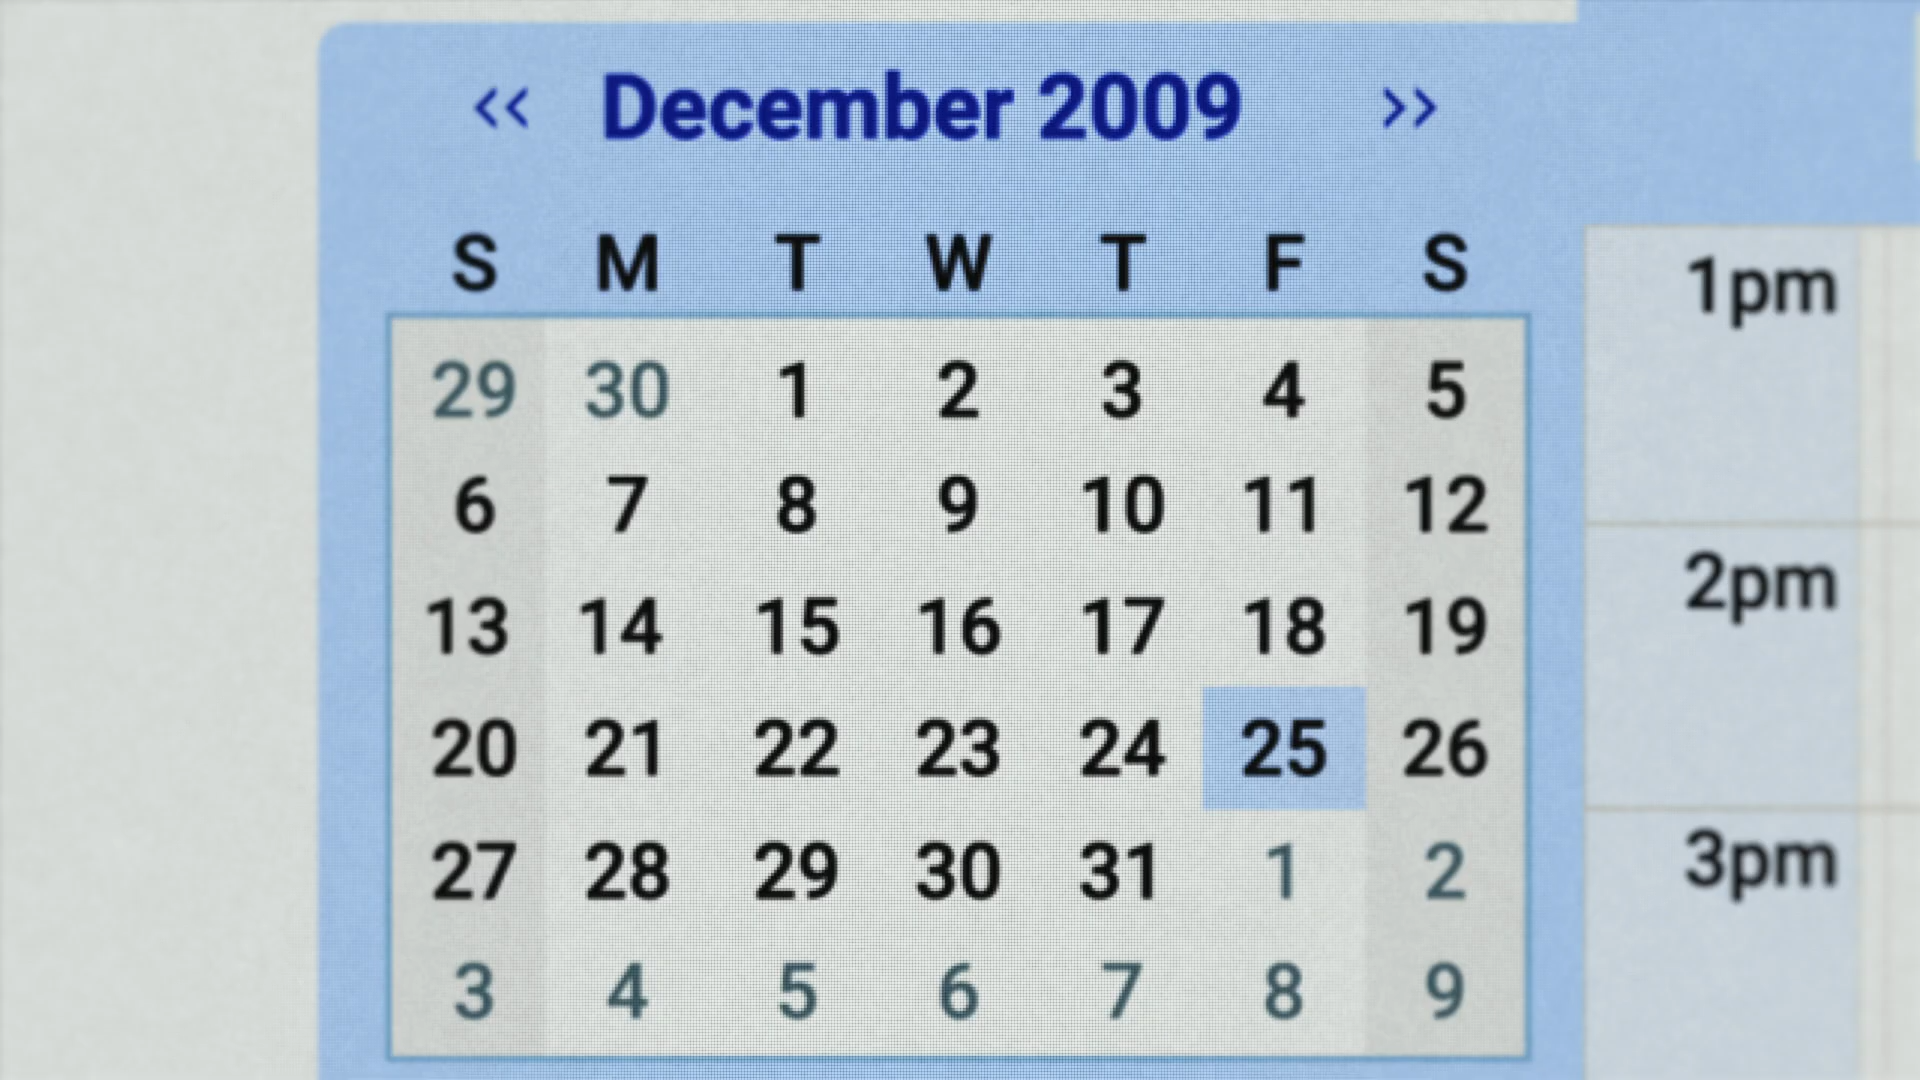 << December 2009 >>
S M T W T F S
29 30 1 2 3 4 5
6 7 8 9 10 11 12
13 14 15 16 17 18 19
20 21 22 23 24 25 26
27 28 29 30 31 1 2
3 4 5 6 7 8 9
1pm
2pm
3pm